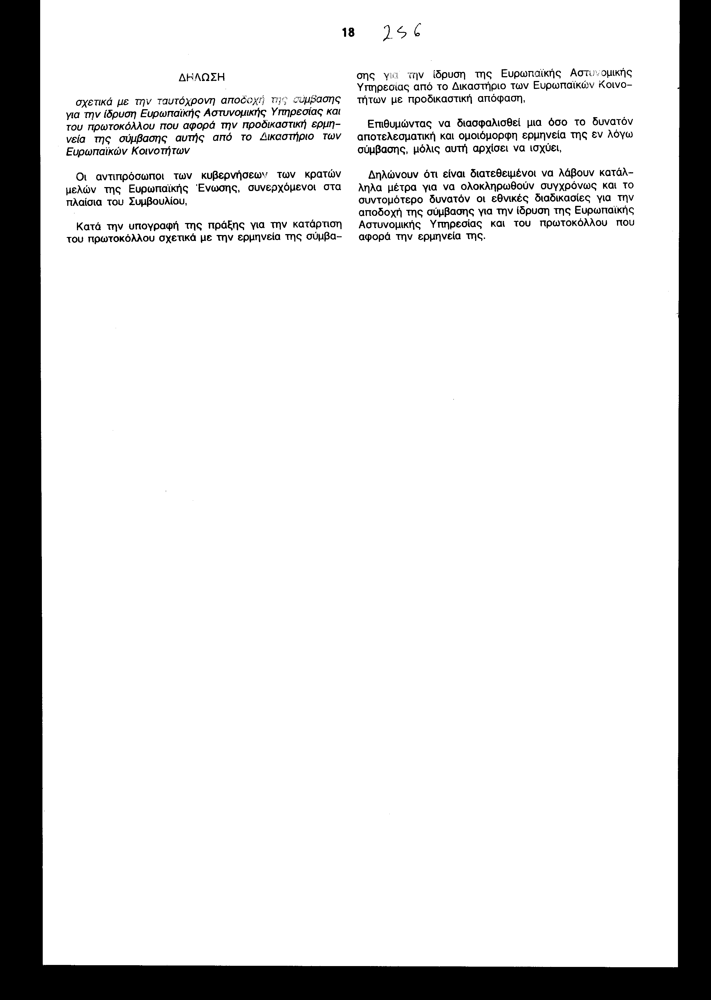 18 256
ΔΗΛΩΣΗ
σχετικά με την ταυτόχρονη αποδοχή της σύμβασης
για την ίδρυση Ευρωπαϊκής Αστυνομικής Υπηρεσίας και
του πρωτοκόλλου που αφορά την προδικαστική ερμη-
νεία της σύμβασης αυτής από το Δικαστήριο των
Ευρωπαϊκών Κοινοτήτων
Οι αντιπρόσωποι των κυβερνήσεων των κρατών
μελών της Ευρωπαϊκής Ένωσης, συνερχόμενοι στα
πλαίσια του Συμβουλίου,
Κατά την υπογραφή της πράξης για την κατάρτιση
του πρωτοκόλλου σχετικά με την ερμηνεία της σύμβα-
σης για την ίδρυση της Ευρωπαϊκής Αστυνομικής
Υπηρεσίας από το Δικαστήριο των Ευρωπαϊκών Κοινο-
τήτων με προδικαστική απόφαση,
Επιθυμώντας να διασφαλισθεί μια όσο το δυνατόν
αποτελεσματική και ομοιόμορφη ερμηνεία της εν λόγω
σύμβασης, μόλις αυτή αρχίσει να ισχύει,
Δηλώνουν ότι είναι διατεθειμένοι να λάβουν κατάλ-
ληλα μέτρα για να ολοκληρωθούν συγχρόνως και το
συντομότερο δυνατόν οι εθνικές διαδικασίες για την
αποδοχή της σύμβασης για την ίδρυση της Ευρωπαϊκής
Αστυνομικής Υπηρεσίας και του πρωτοκόλλου που
αφορά την ερμηνεία της.